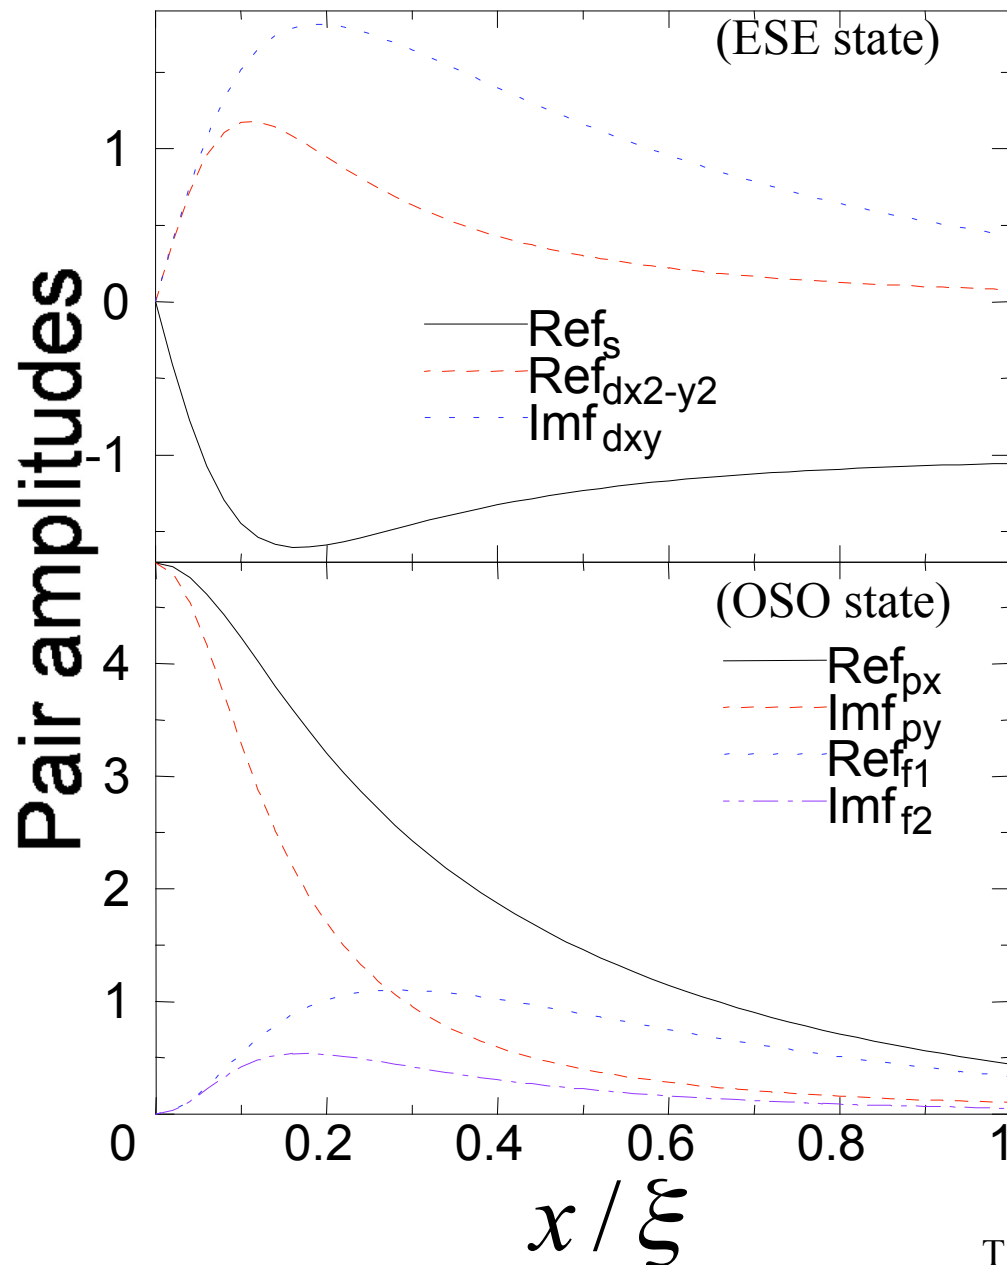 (ESE state)
1
0
-1
Ref_s
Ref_dx2-y2
Imf_dxy
Pair amplitudes
(OSO state)
4
3
2
1
Ref_px
Imf_py
Ref_f1
Imf_f2
0 0.2 0.4 0.6 0.8 1
x / ξ
T